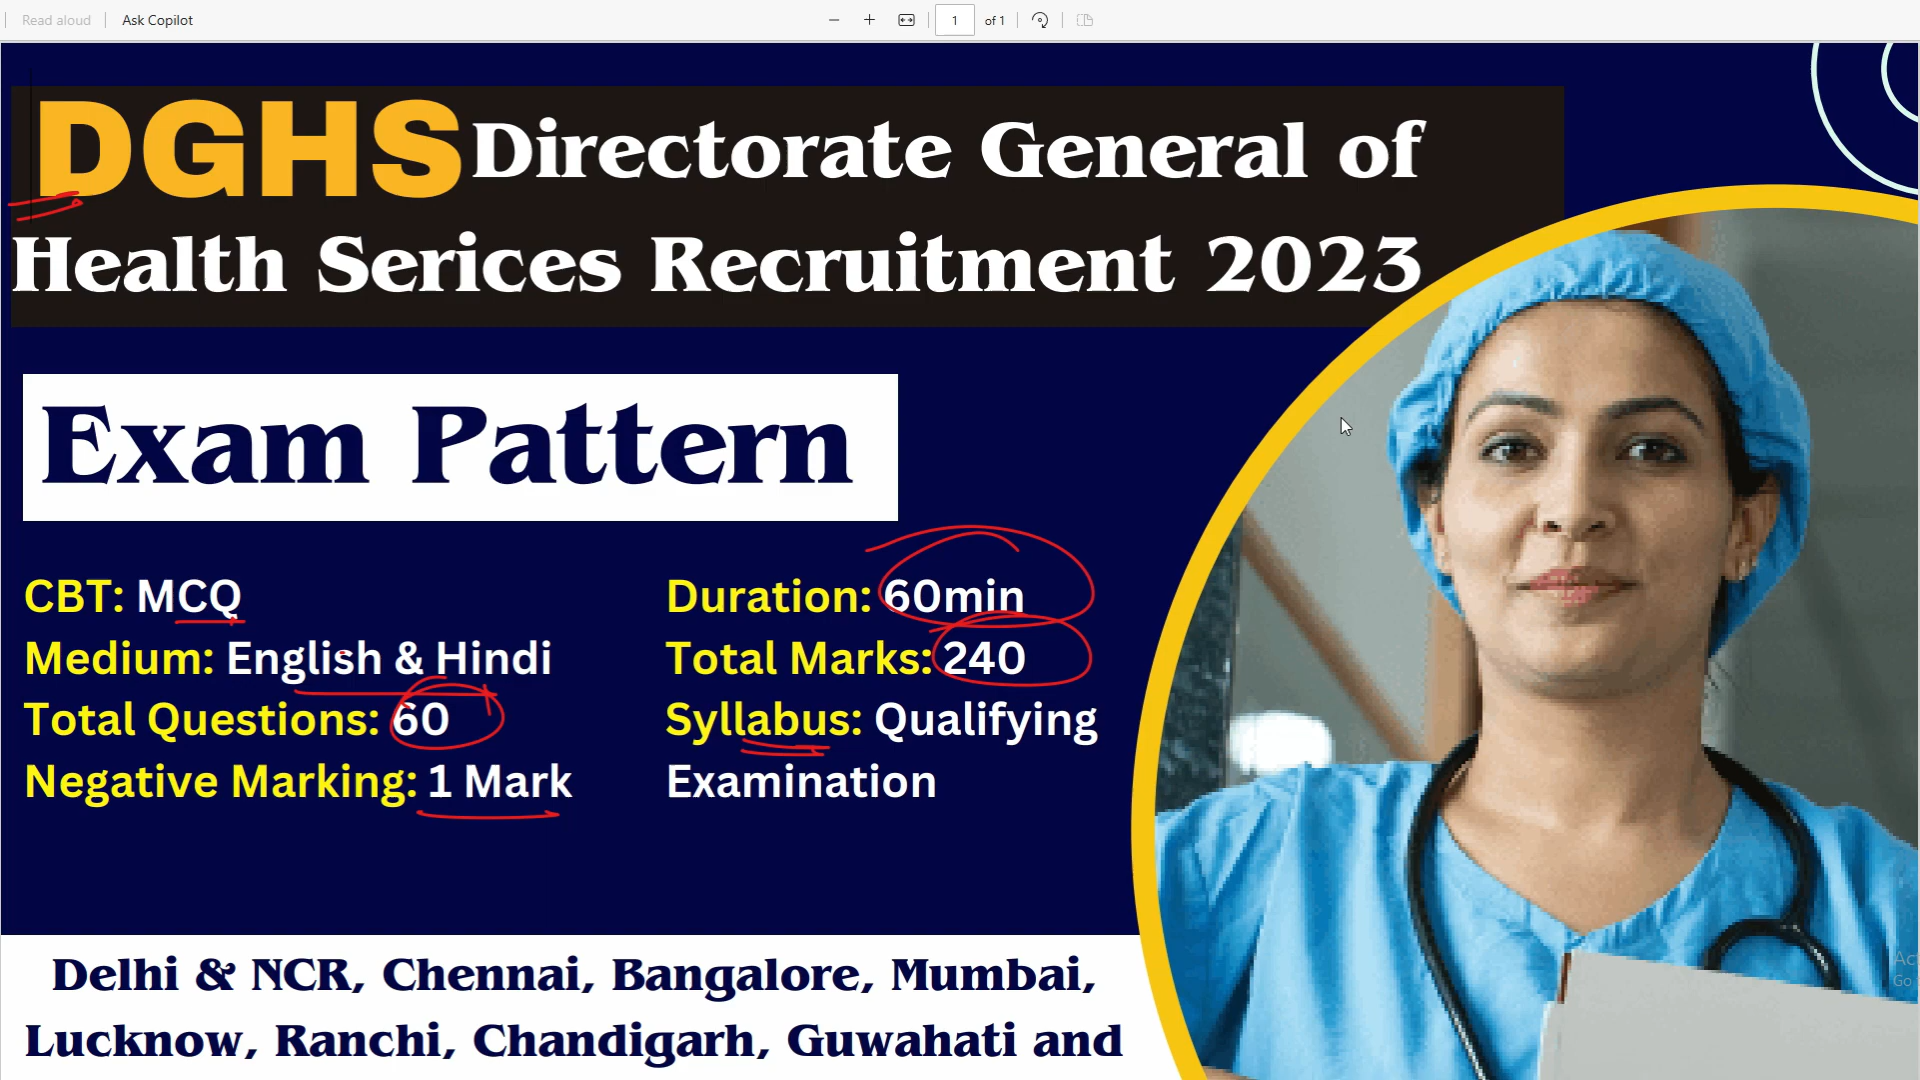 Read aloud
Ask Copilot
1 of 1
DGHS Directorate General of
Health Serices Recruitment 2023
Exam Pattern
CBT: MCQ
Medium: English & Hindi
Total Questions: 60
Negative Marking: 1 Mark
Duration: 60min
Total Marks: 240
Syllabus: Qualifying
Examination
Delhi & NCR, Chennai, Bangalore, Mumbai,
Lucknow, Ranchi, Chandigarh, Guwahati and
Go